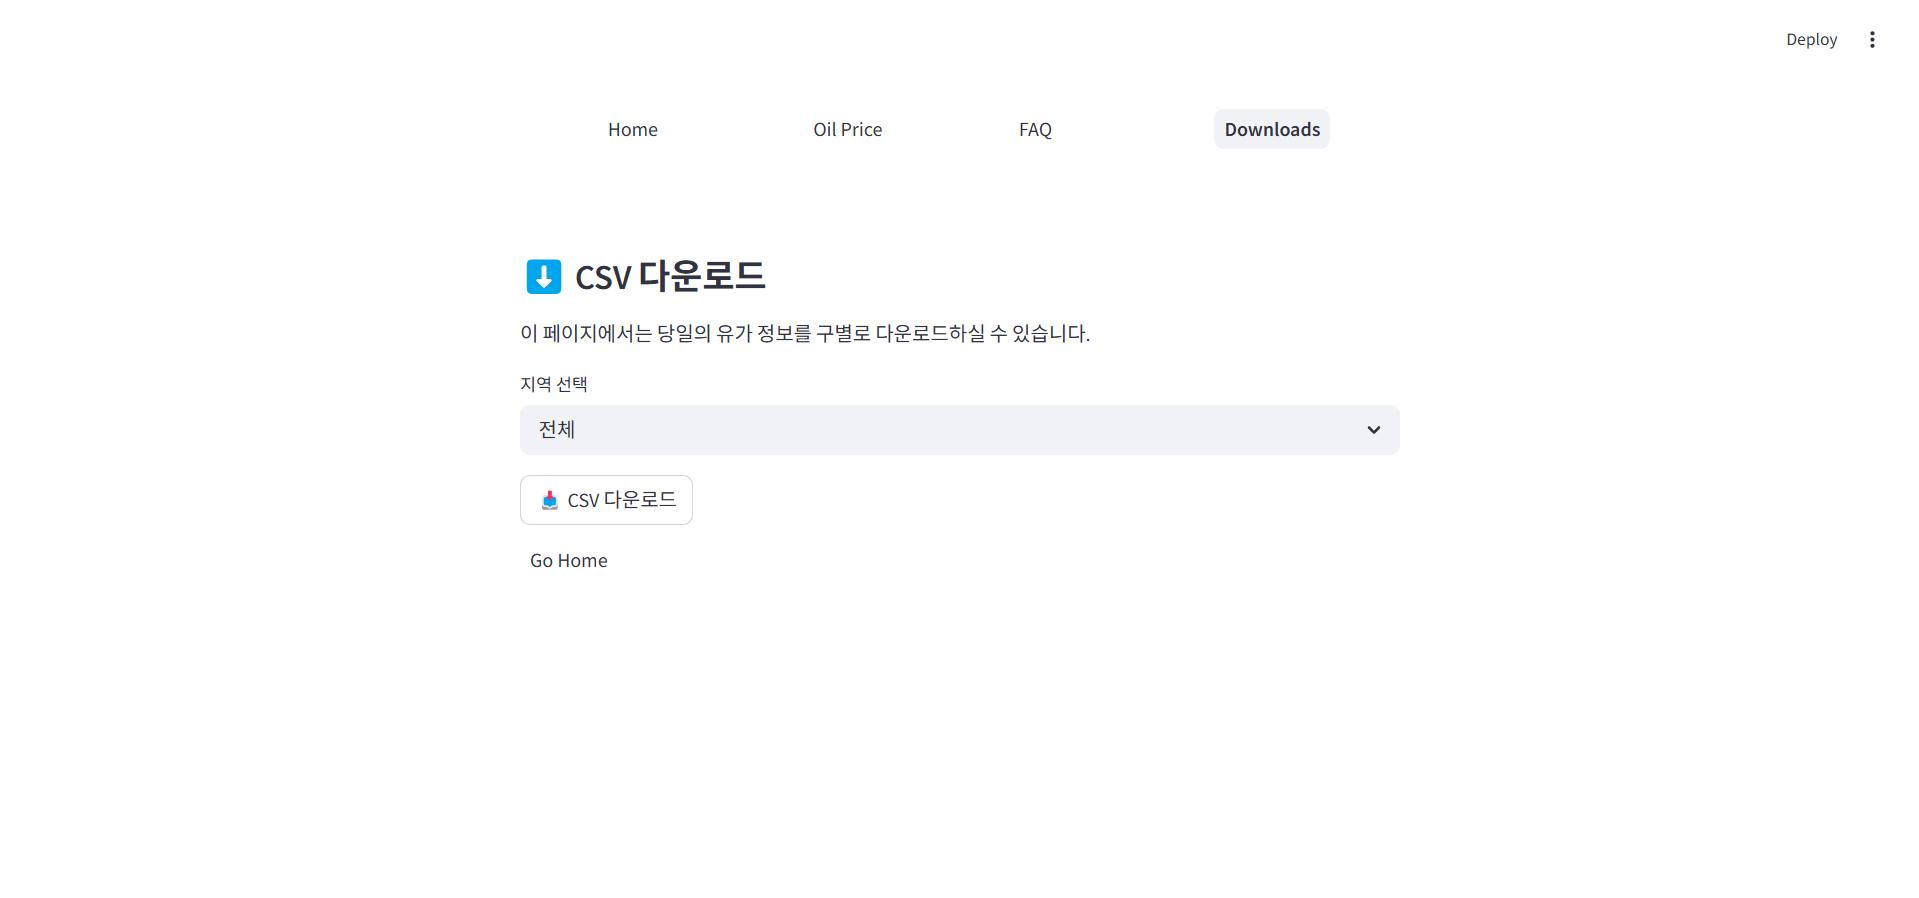 Deploy
Home Oil Price FAQ Downloads
CSV 다운로드
이 페이지에서는 당일의 유가 정보를 구별로 다운로드하실 수 있습니다.
지역 선택
전체
CSV 다운로드
Go Home